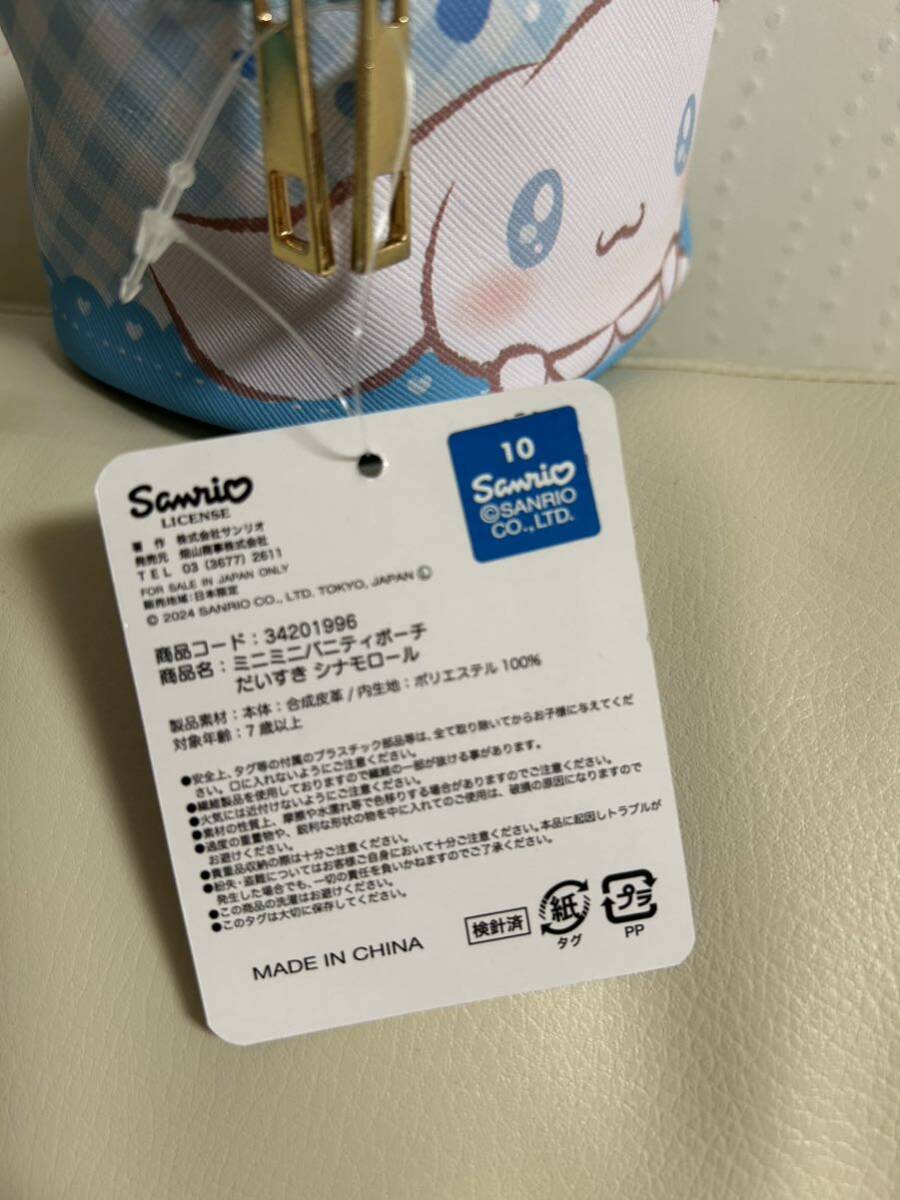 Sanrio
LICENSE
著 作 株式会社サンリオ
発売元 畑山商事株式会社
TEL 03 (3677) 2611
FOR SALE IN JAPAN ONLY
販売地域:日本限定
© 2024 SANRIO CO., LTD. TOKYO, JAPAN Ⓛ
10
Sanrio
©SANRIO
CO.,LTD.
商品コード:34201996
商品名:ミニミニバニティポーチ
だいすき シナモロール
製品素材:本体:合成皮革/内生地:ポリエステル100%
対象年齢:7歳以上
●安全上、タグ等の付属のプラスチック部品等は、全て取り除いてからお子様に与えてくだ
さい。口に入れないようにご注意ください。
●繊維製品を使用しておりますので繊維の一部が抜ける事があります。
●火気には近付けないようにご注意ください。
●素材の性質上、摩擦や水濡れ等で色移りする場合がありますのでご注意ください。
●過度の重量物や、鋭利な形状の物を中に入れてのご使用は、破損の原因になりますので
お避けください。
●貴重品収納の際は十分ご注意ください。
●紛失・盗難についてはお客様ご自身において十分ご注意ください。本品に起因しトラブルが
発生した場合でも、一切の責任を負いかねますのでご了承ください。
●この商品の洗濯はお避けください。
●このタグは大切に保存してください。
検針済
紙
タグ
プラ
PP
MADE IN CHINA